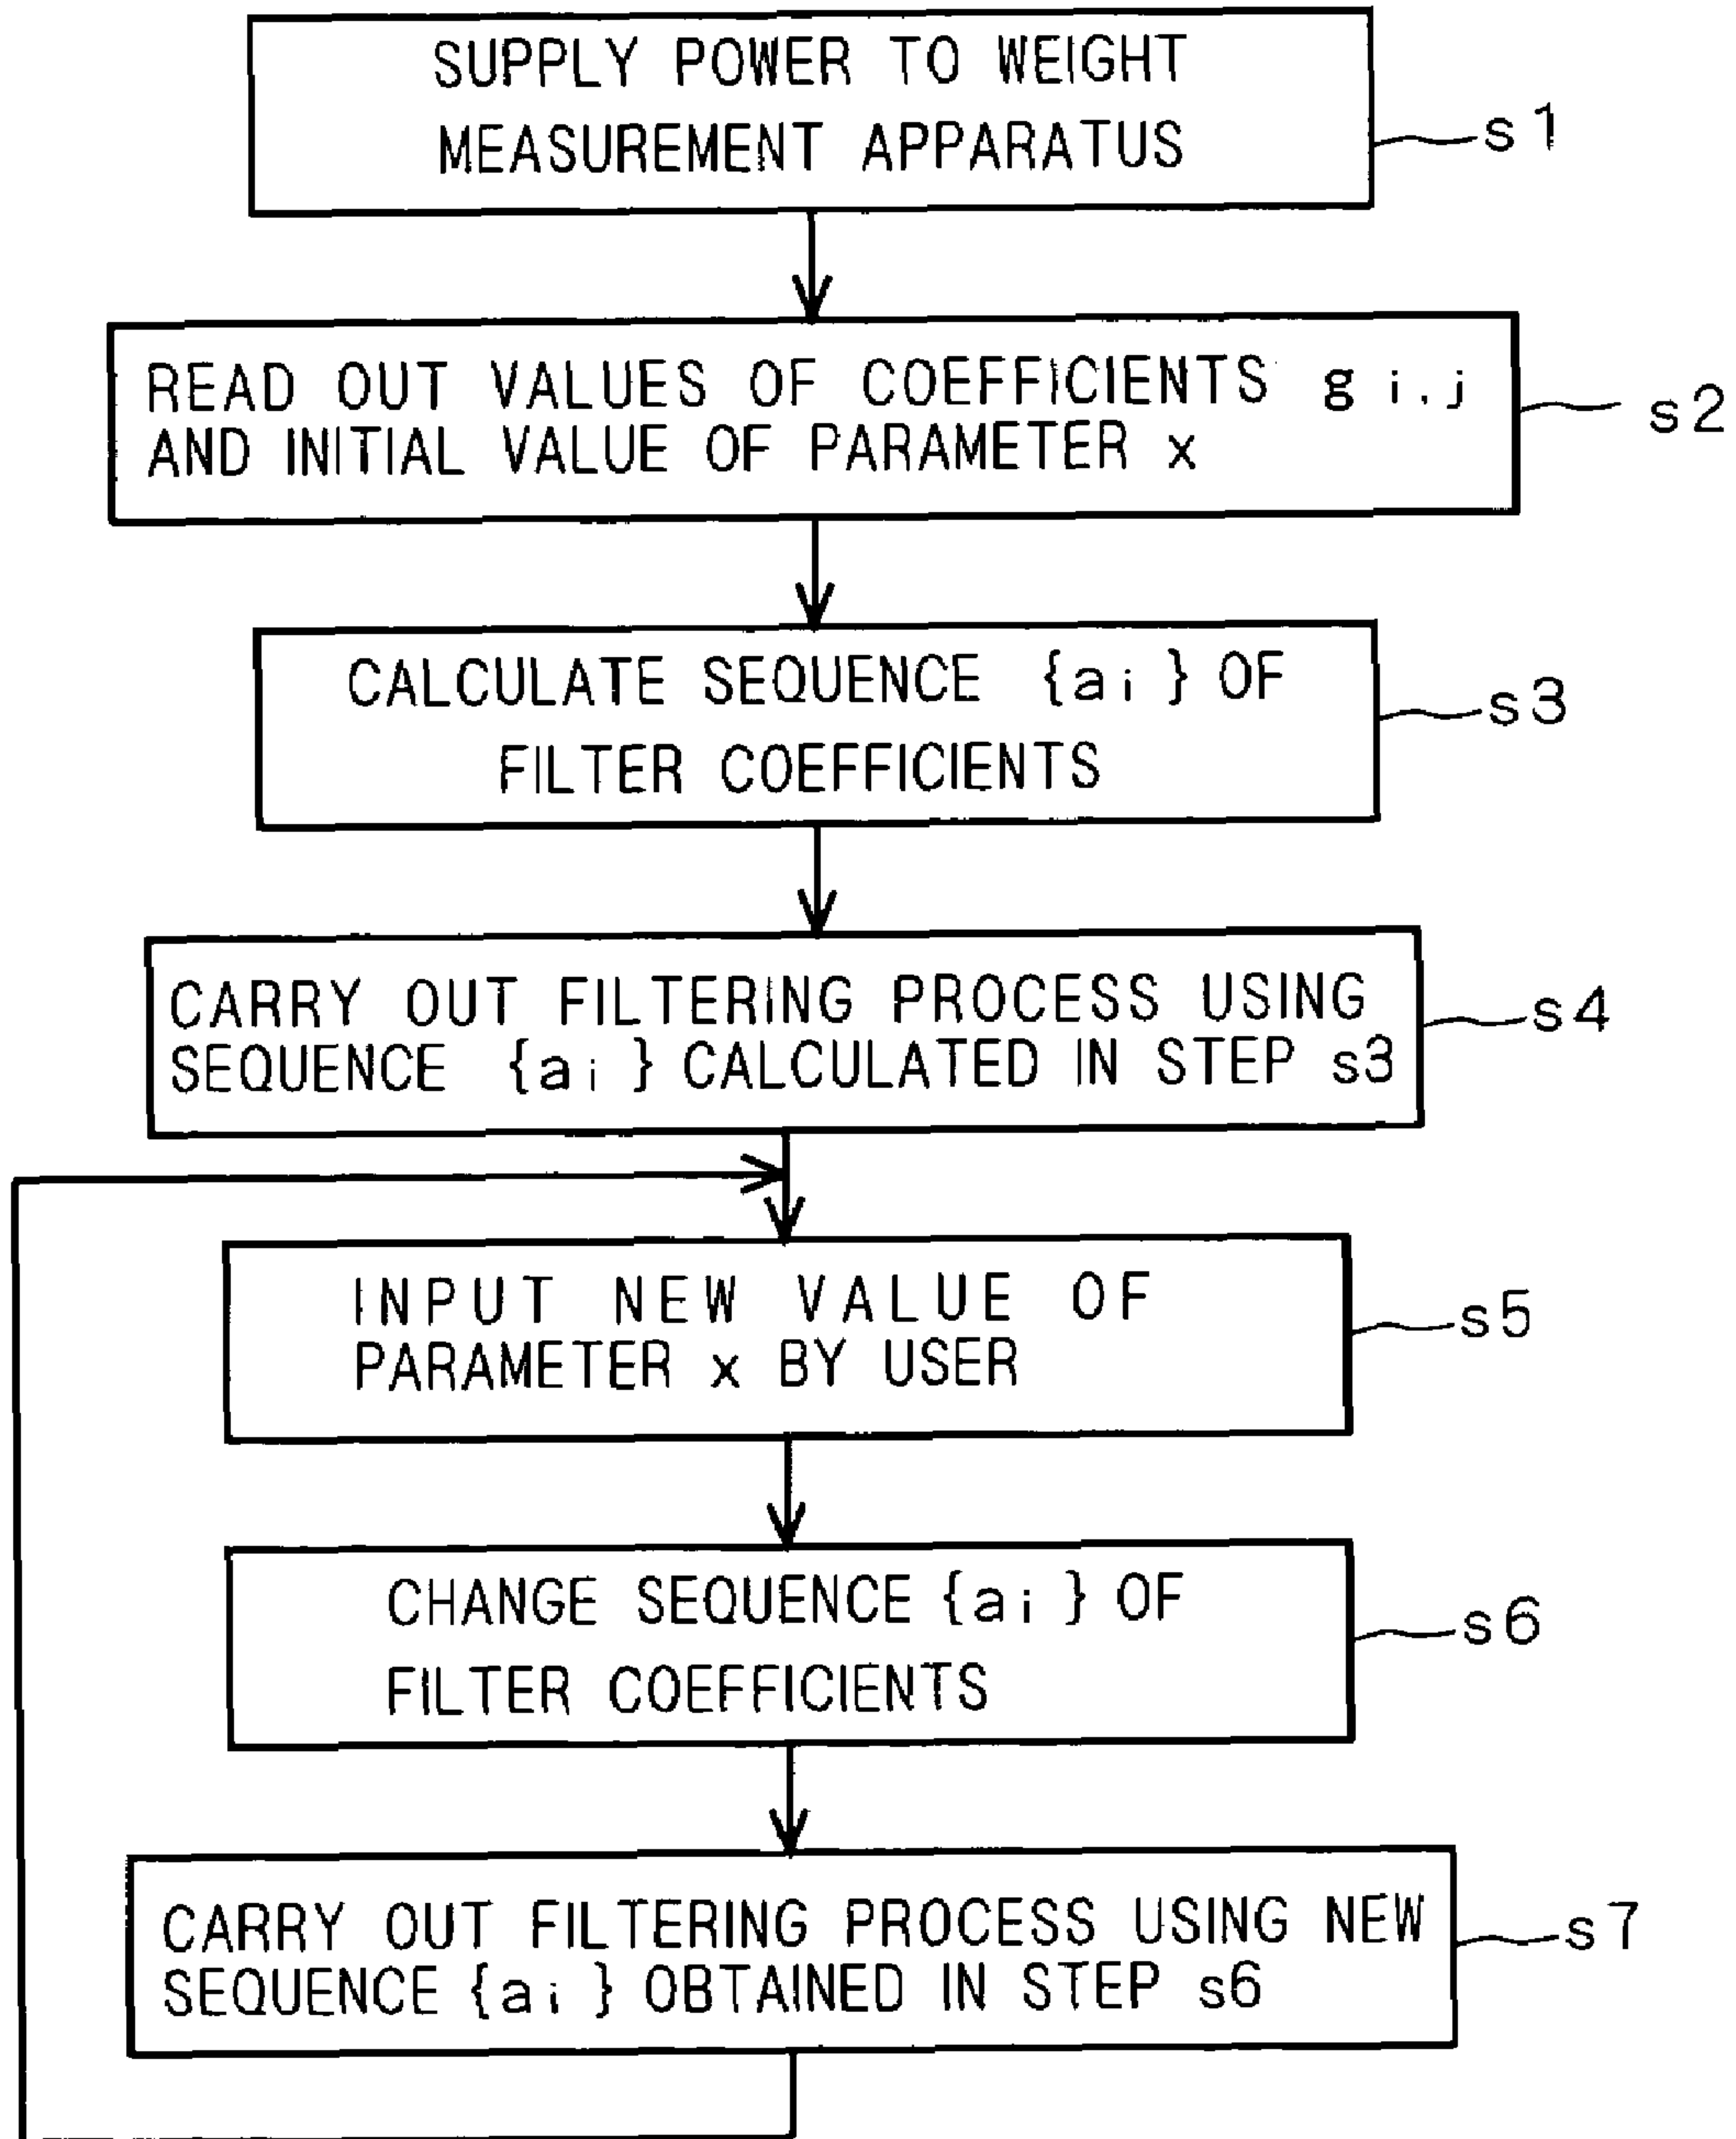 SUPPLY POWER TO WEIGHT
MEASUREMENT APPARATUS
s1
READ OUT VALUES OF COEFFICIENTS g i,j
AND INITIAL VALUE OF PARAMETER x
s2
CALCULATE SEQUENCE {ai} OF
FILTER COEFFICIENTS
s3
CARRY OUT FILTERING PROCESS USING
SEQUENCE {ai} CALCULATED IN STEP s3
s4
INPUT NEW VALUE OF
PARAMETER x BY USER
s5
CHANGE SEQUENCE {ai} OF
FILTER COEFFICIENTS
s6
CARRY OUT FILTERING PROCESS USING NEW
SEQUENCE {ai} OBTAINED IN STEP s6
s7